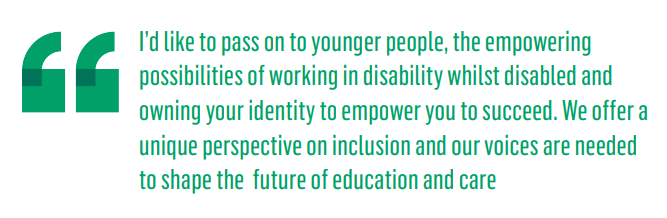 I'd like to pass on to younger people, the empowering
possibilities of working in disability whilst disabled and
owning your identity to empower you to succeed. We offer a
unique perspective on inclusion and our voices are needed
to shape the  future of education and care